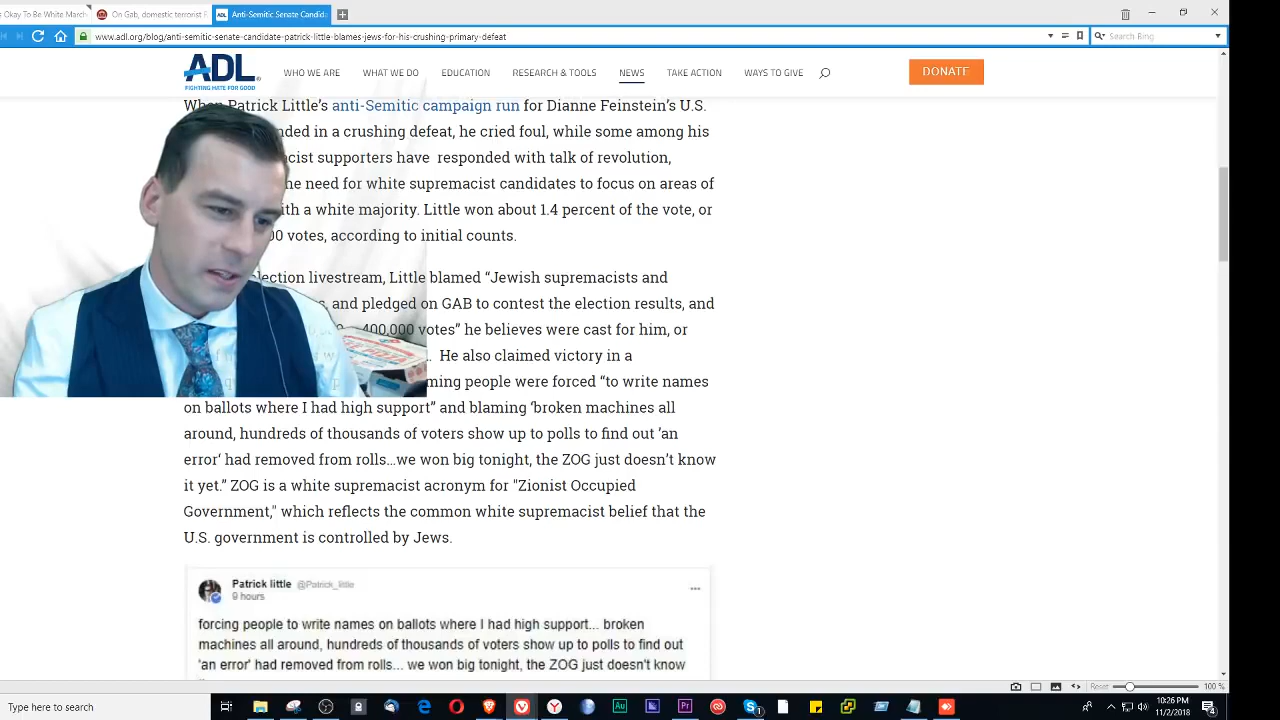 s Okay To Be White March
On Gab, domestic terrorist
Anti-Semitic Senate Candid
www.adl.org/blog/anti-semitic-senate-candidate-patrick-little-blames-jews-for-his-crushing-primary-defeat
Search Bing
ADL
FIGHTING HATE FOR GOOD
WHO WE ARE
WHAT WE DO
EDUCATION
RESEARCH & TOOLS
NEWS
TAKE ACTION
WAYS TO GIVE
DONATE
When Patrick Little's anti-Semitic campaign run for Dianne Feinstein's U.S.
nded in a crushing defeat, he cried foul, while some among his
cist supporters have responded with talk of revolution,
he need for white supremacist candidates to focus on areas of
ith a white majority. Little won about 1.4 percent of the vote, or
00 votes, according to initial counts.
election livestream, Little blamed “Jewish supremacists and
and pledged on GAB to contest the election results, and
400,000 votes” he believes were cast for him, or
He also claimed victory in a
ming people were forced “to write names
on ballots where I had high support” and blaming ‘broken machines all
around, hundreds of thousands of voters show up to polls to find out ’an
error‘ had removed from rolls…we won big tonight, the ZOG just doesn’t know
it yet.” ZOG is a white supremacist acronym for "Zionist Occupied
Government," which reflects the common white supremacist belief that the
U.S. government is controlled by Jews.
Patrick little @Patrick_little
9 hours
forcing people to write names on ballots where I had high support... broken
machines all around, hundreds of thousands of voters show up to polls to find out
'an error' had removed from rolls... we won big tonight, the ZOG just doesn't know
Reset
100 %
Type here to search
10:26 PM
11/2/2018